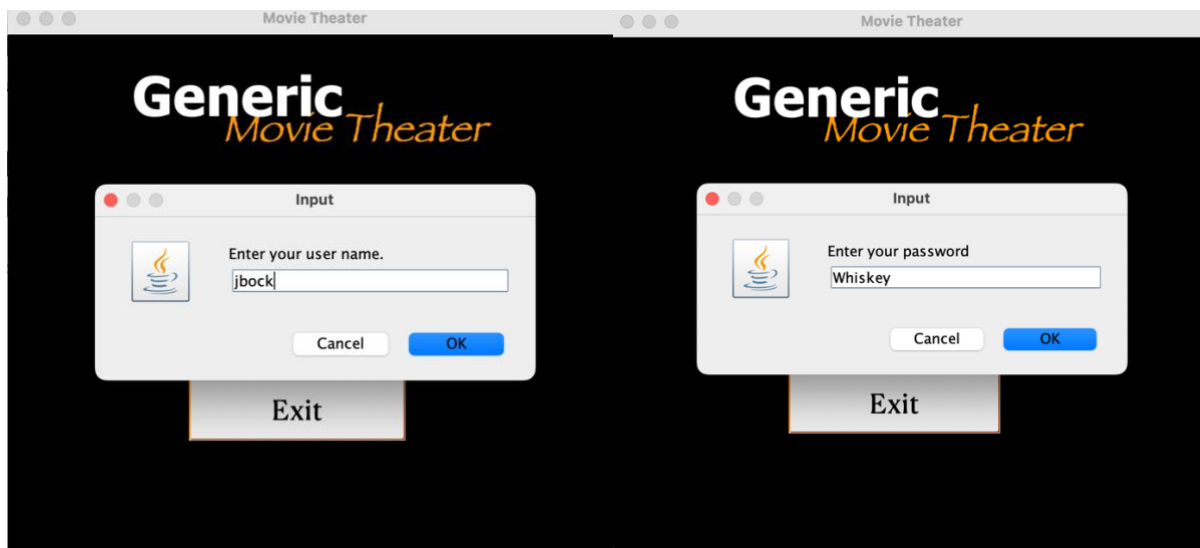 Movie Theater
Generic
Movie Theater
Input
Enter your user name.
jbock
Cancel OK
Exit
Movie Theater
Generic
Movie Theater
Input
Enter your password
Whiskey
Cancel OK
Exit